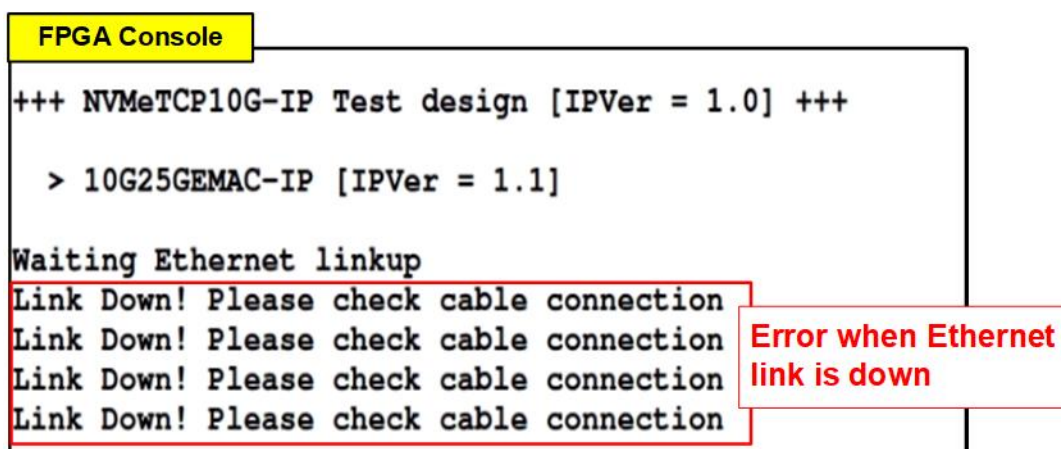 FPGA Console
+++ NVMeTCP10G-IP Test design [IPVer = 1.0] +++
> 10G25GEMAC-IP [IPVer = 1.1]
Waiting Ethernet linkup
Link Down! Please check cable connection
Link Down! Please check cable connection
Link Down! Please check cable connection
Link Down! Please check cable connection
Error when Ethernet
link is down